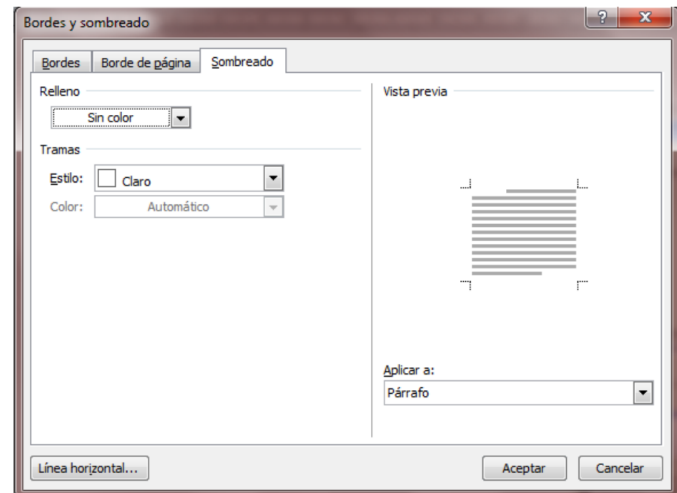 Bordes y sombreado
Bordes Borde de página Sombreado
Relleno
Sin color
Tramas
Estilo: Claro
Color: Automático
Vista previa
Aplicar a:
Párrafo
Línea horizontal... Aceptar Cancelar